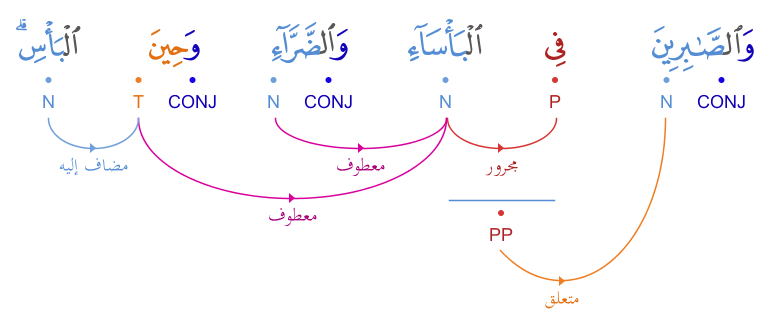 وَٱلصَّـٰبِرِينَ فِى ٱلْبَأْسَآءِ وَٱلضَّرَّآءِ وَحِينَ ٱلْبَأْسِ ۗ
CONJ N P N CONJ N CONJ T N
مجرور معطوف مضاف إليه
معطوف
PP
متعلق